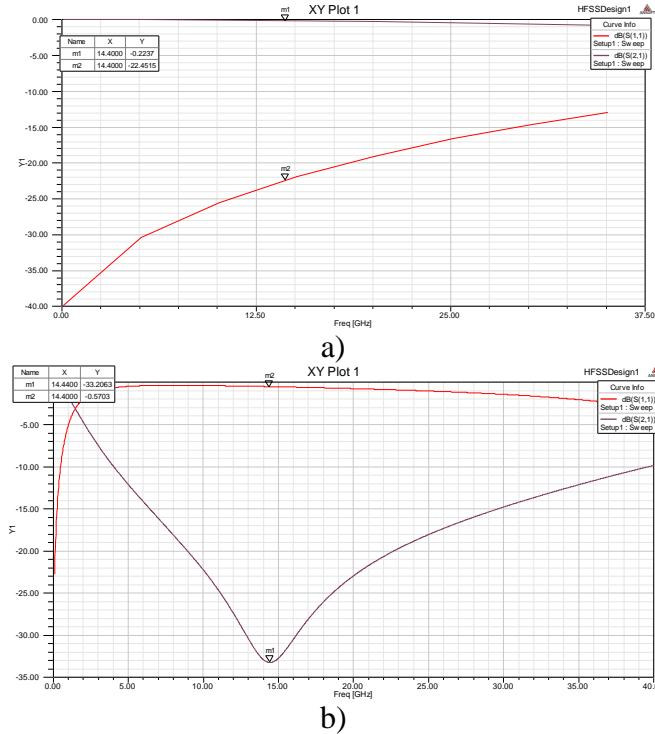 XY Plot 1
HFSSDesign1
m1
Curve Info
dB(S(1,1))
Setup1 : Sweep
dB(S(2,1))
Setup1 : Sweep
Name X Y
m1 14.4000 -0.2237
m2 14.4000 -22.4515
0.00
-5.00
-10.00
-15.00
-20.00
-25.00
-30.00
-35.00
-40.00
Y1
m2
0.00 12.50 25.00 37.50
Freq [GHz]
a)
XY Plot 1
HFSSDesign1
Name X Y
m1 14.4400 -33.2063
m2 14.4000 -0.5703
m2
Curve Info
dB(S(1,1))
Setup1 : Sweep
dB(S(2,1))
Setup1 : Sweep
-5.00
-10.00
-15.00
-20.00
-25.00
-30.00
-35.00
Y1
m1
0.00 5.00 10.00 15.00 20.00 25.00 30.00 35.00 40.00
Freq [GHz]
b)